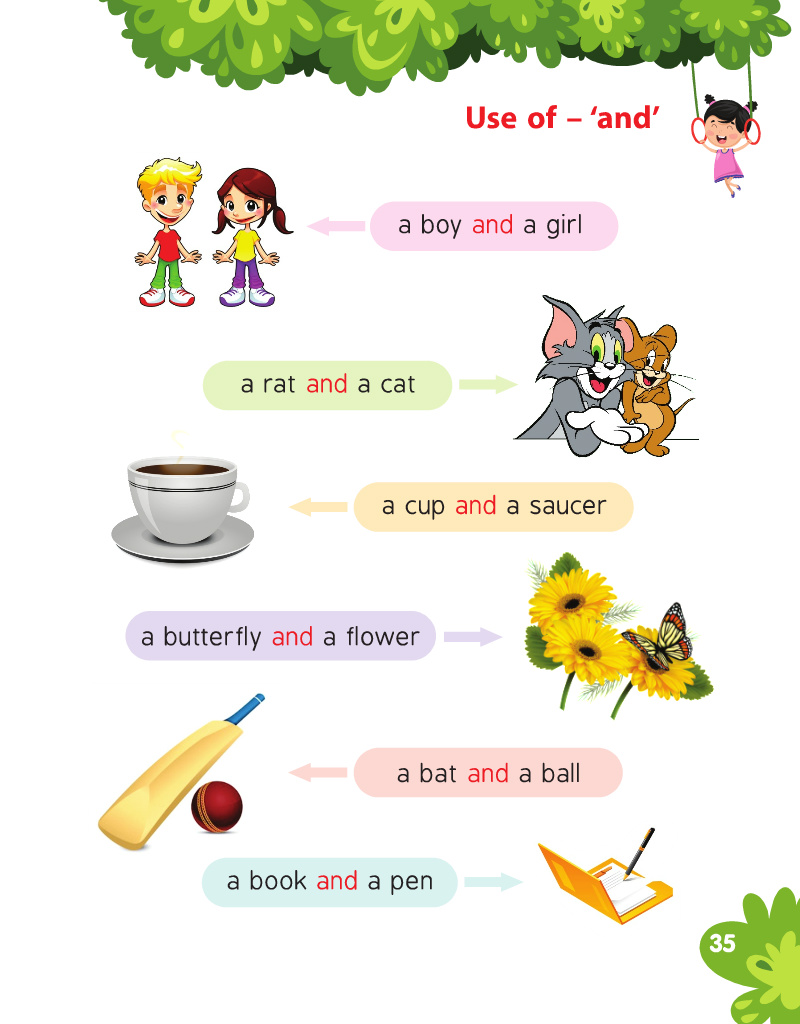 Use of – ‘and’
a boy and a girl
a rat and a cat
a cup and a saucer
a butterfly and a flower
a bat and a ball
a book and a pen
35